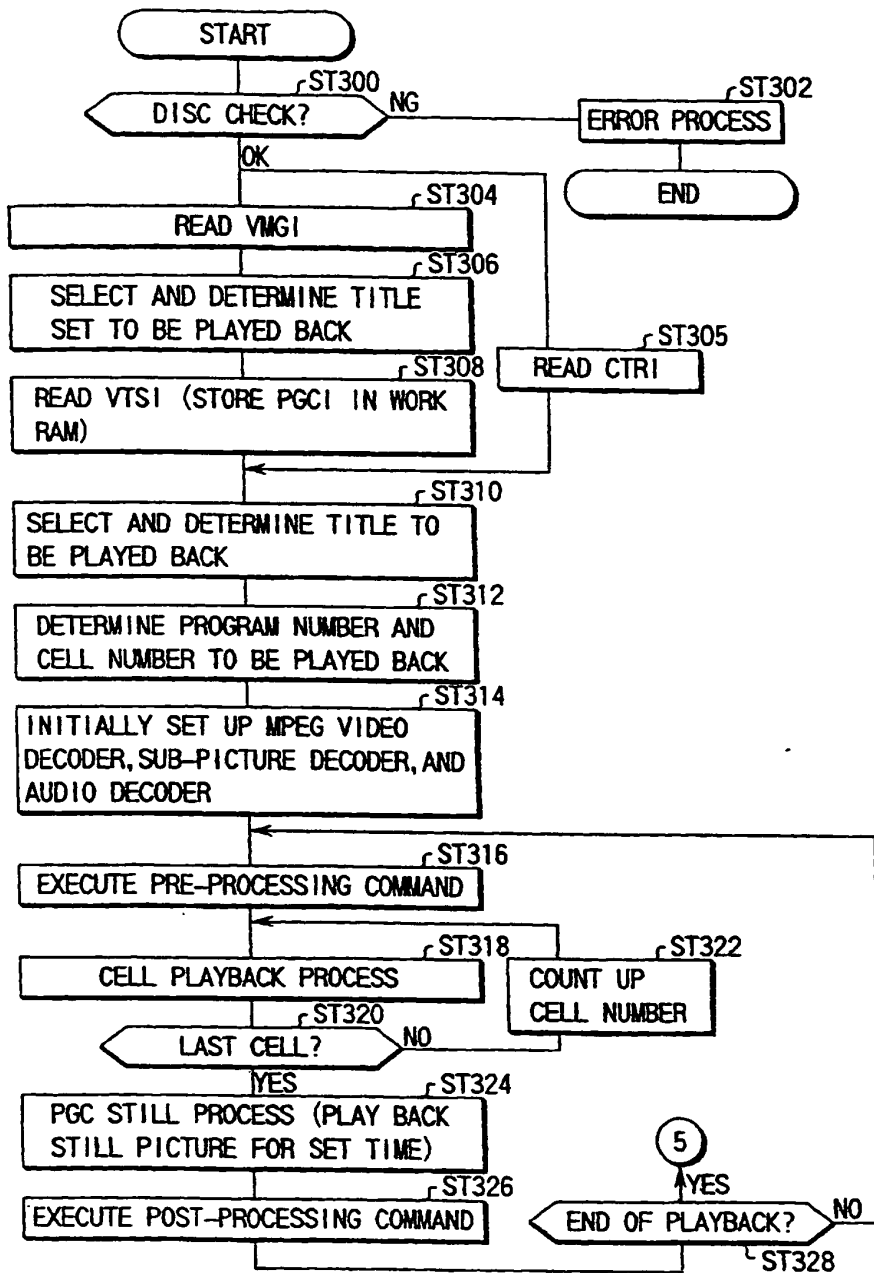 START
ST300
DISC CHECK?
NG
ST302
ERROR PROCESS
END
OK
ST304
READ VMGI
ST306
SELECT AND DETERMINE TITLE
SET TO BE PLAYED BACK
ST305
READ CTRI
ST308
READ VTSI (STORE PGCI IN WORK
RAM)
ST310
SELECT AND DETERMINE TITLE TO
BE PLAYED BACK
ST312
DETERMINE PROGRAM NUMBER AND
CELL NUMBER TO BE PLAYED BACK
ST314
INITIALLY SET UP MPEG VIDEO
DECODER, SUB-PICTURE DECODER, AND
AUDIO DECODER
ST316
EXECUTE PRE-PROCESSING COMMAND
ST318
CELL PLAYBACK PROCESS
ST322
COUNT UP
CELL NUMBER
ST320
LAST CELL?
NO
YES
ST324
PGC STILL PROCESS (PLAY BACK
STILL PICTURE FOR SET TIME)
ST326
EXECUTE POST-PROCESSING COMMAND
5
YES
END OF PLAYBACK?
NO
ST328